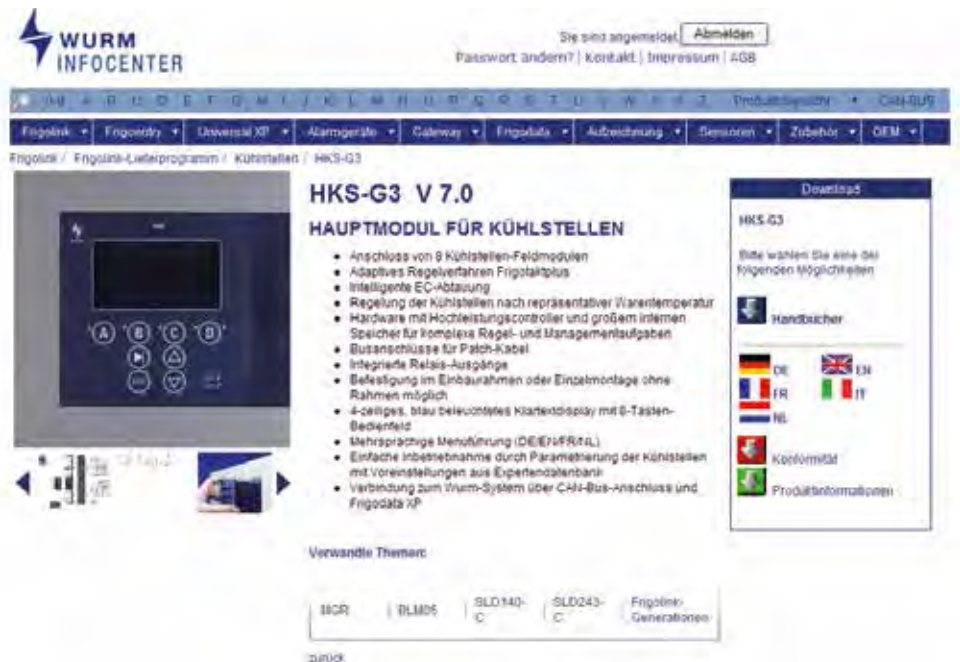 WURM
INFOCENTER
Sie sind angemeldet. Abmelden
Passwort ändern? | Kontakt | Impressum | AGB
Produktübersicht CAN-BUS
Frigolink Frigoentry Universal XP Alarmgeräte Gateway Frigodata Aufzeichnung Sensoren Zubehör OEM
Frigolink / Frigolink-Lieferprogramm / Kühlstellen / HKS-G3
HKS-G3 V 7.0
HAUPTMODUL FÜR KÜHLSTELLEN
• Anschluss von 8 Kühlstellen-Feldmodulen
• Adaptives Regelverfahren Frigotaktplus
• Intelligente EC-Abtauung
• Regelung der Kühlstellen nach repräsentativer Warentemperatur
• Hardware mit Hochleistungscontroller und großem internen
Speicher für komplexe Regel- und Managementaufgaben
• Busanschlüsse für Patch-Kabel
• Integrierte Relais-Ausgänge
• Befestigung im Einbaurahmen oder Einzelmontage ohne
Rahmen möglich
• 4-zeiliges, blau beleuchtetes Klartextdisplay mit 8-Tasten-
Bedienfeld
• Mehrsprachige Menüführung (DE/EN/FR/NL)
• Einfache Inbetriebnahme durch Parametrierung der Kühlstellen
mit Voreinstellungen aus Expertendatenbank
• Verbindung zum Wurm-System über CAN-Bus-Anschluss und
Frigodata XP
A B C D
Download
HKS-G3
Bitte wählen Sie eine der
folgenden Möglichkeiten
Handbücher
DE EN
FR IT
NL
Konformität
Produktinformationen
Verwandte Themen:
MGR
BLM05
SLD140-
C
SLD243-
C
Frigolink-
Generationen
zurück